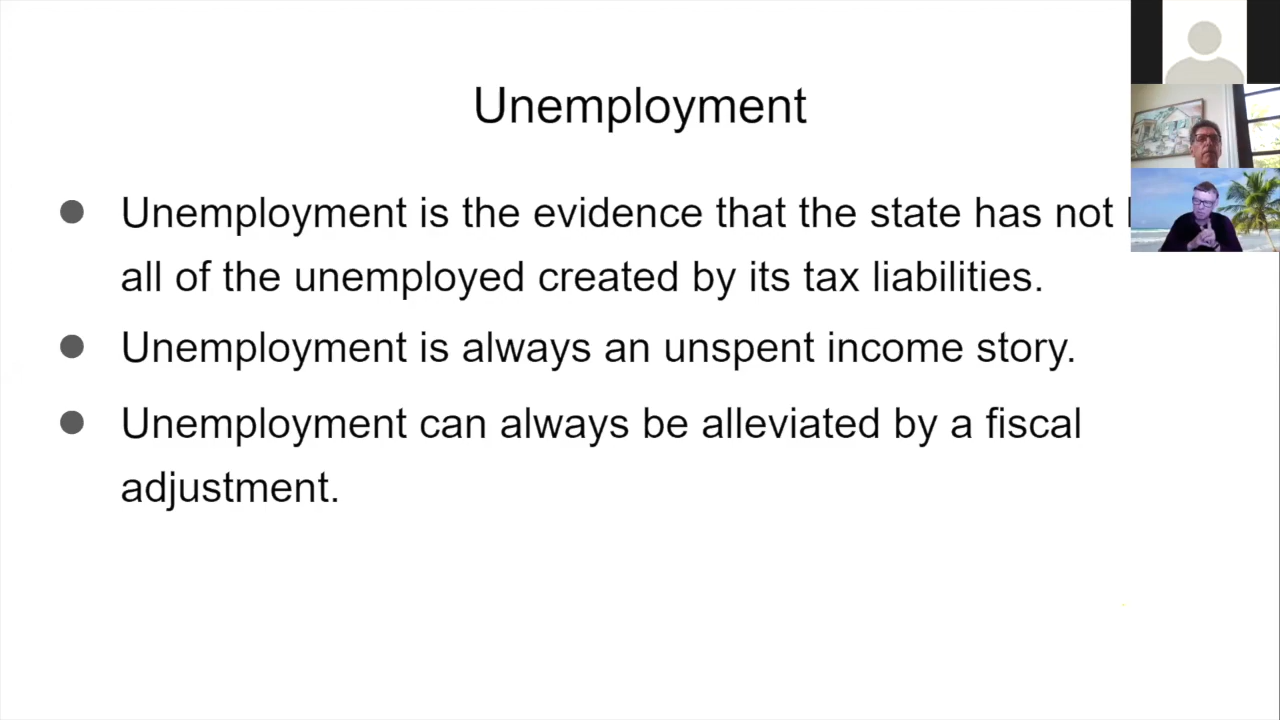 Unemployment
● Unemployment is the evidence that the state has not
all of the unemployed created by its tax liabilities.
● Unemployment is always an unspent income story.
● Unemployment can always be alleviated by a fiscal
adjustment.